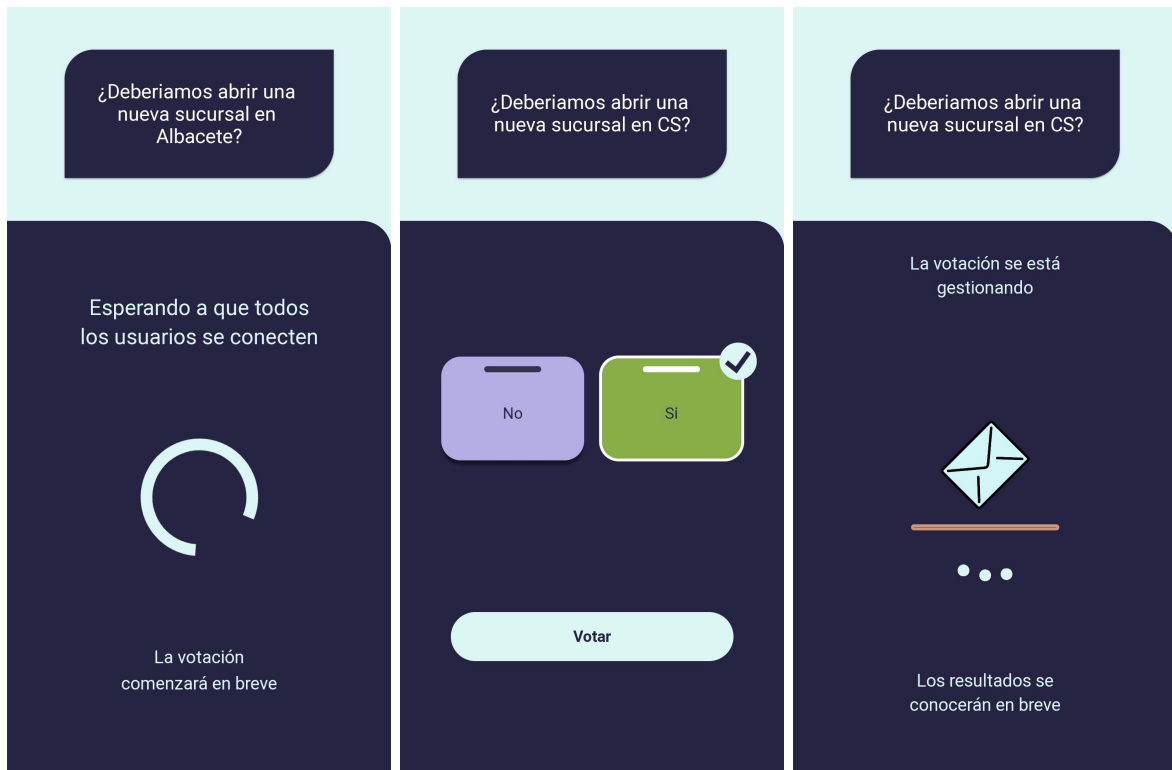 ¿Deberiamos abrir una
nueva sucursal en
Albacete?
Esperando a que todos
los usuarios se conecten
La votación
comenzará en breve
¿Deberiamos abrir una
nueva sucursal en CS?
No
Si
Votar
¿Deberiamos abrir una
nueva sucursal en CS?
La votación se está
gestionando
Los resultados se
conocerán en breve